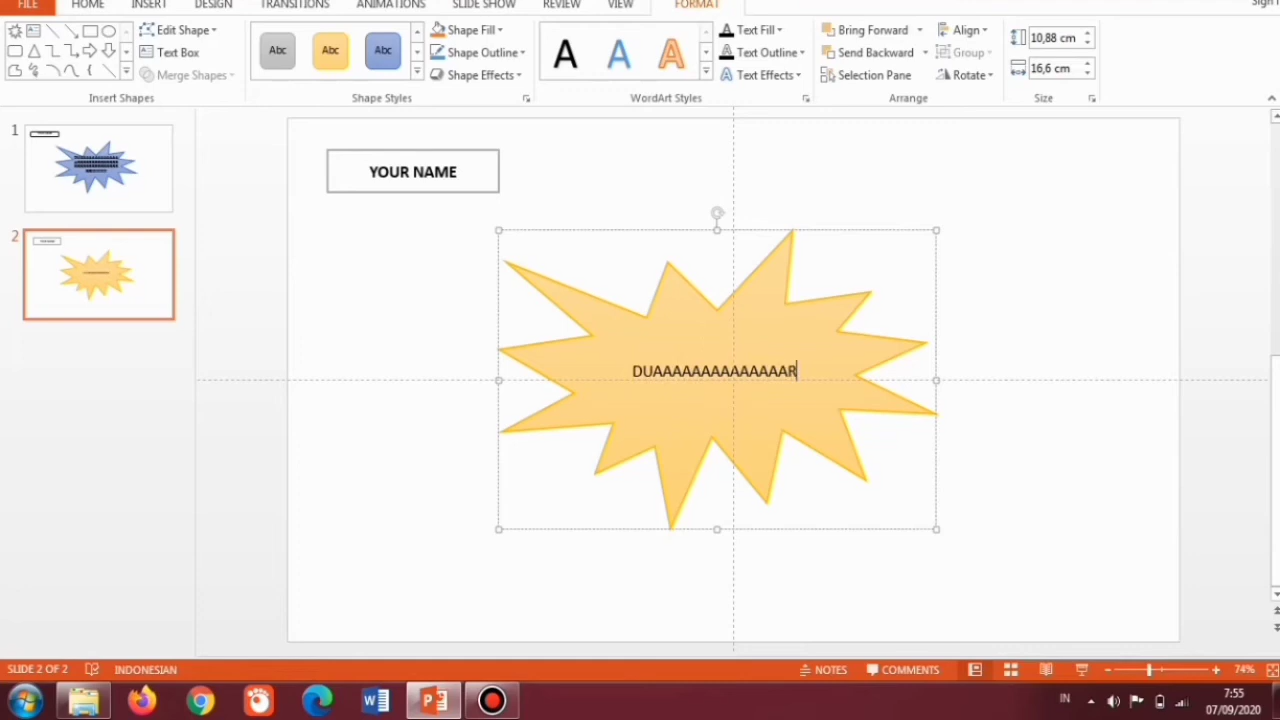 FILE HOME INSERT DESIGN TRANSITIONS ANIMATIONS SLIDE SHOW REVIEW VIEW FORMAT
Edit Shape
Text Box
Merge Shapes
Insert Shapes
Abc Abc Abc
Shape Fill
Shape Outline
Shape Effects
Shape Styles
A A A
Text Fill
Text Outline
Text Effects
WordArt Styles
Bring Forward
Send Backward
Selection Pane
Align
Group
Rotate
Arrange
10,88 cm
16,6 cm
Size
1
2
YOUR NAME
DUAAAAAAAAAAAAAAR
SLIDE 2 OF 2 INDONESIAN NOTES COMMENTS 74%
IN 7:55
07/09/2020